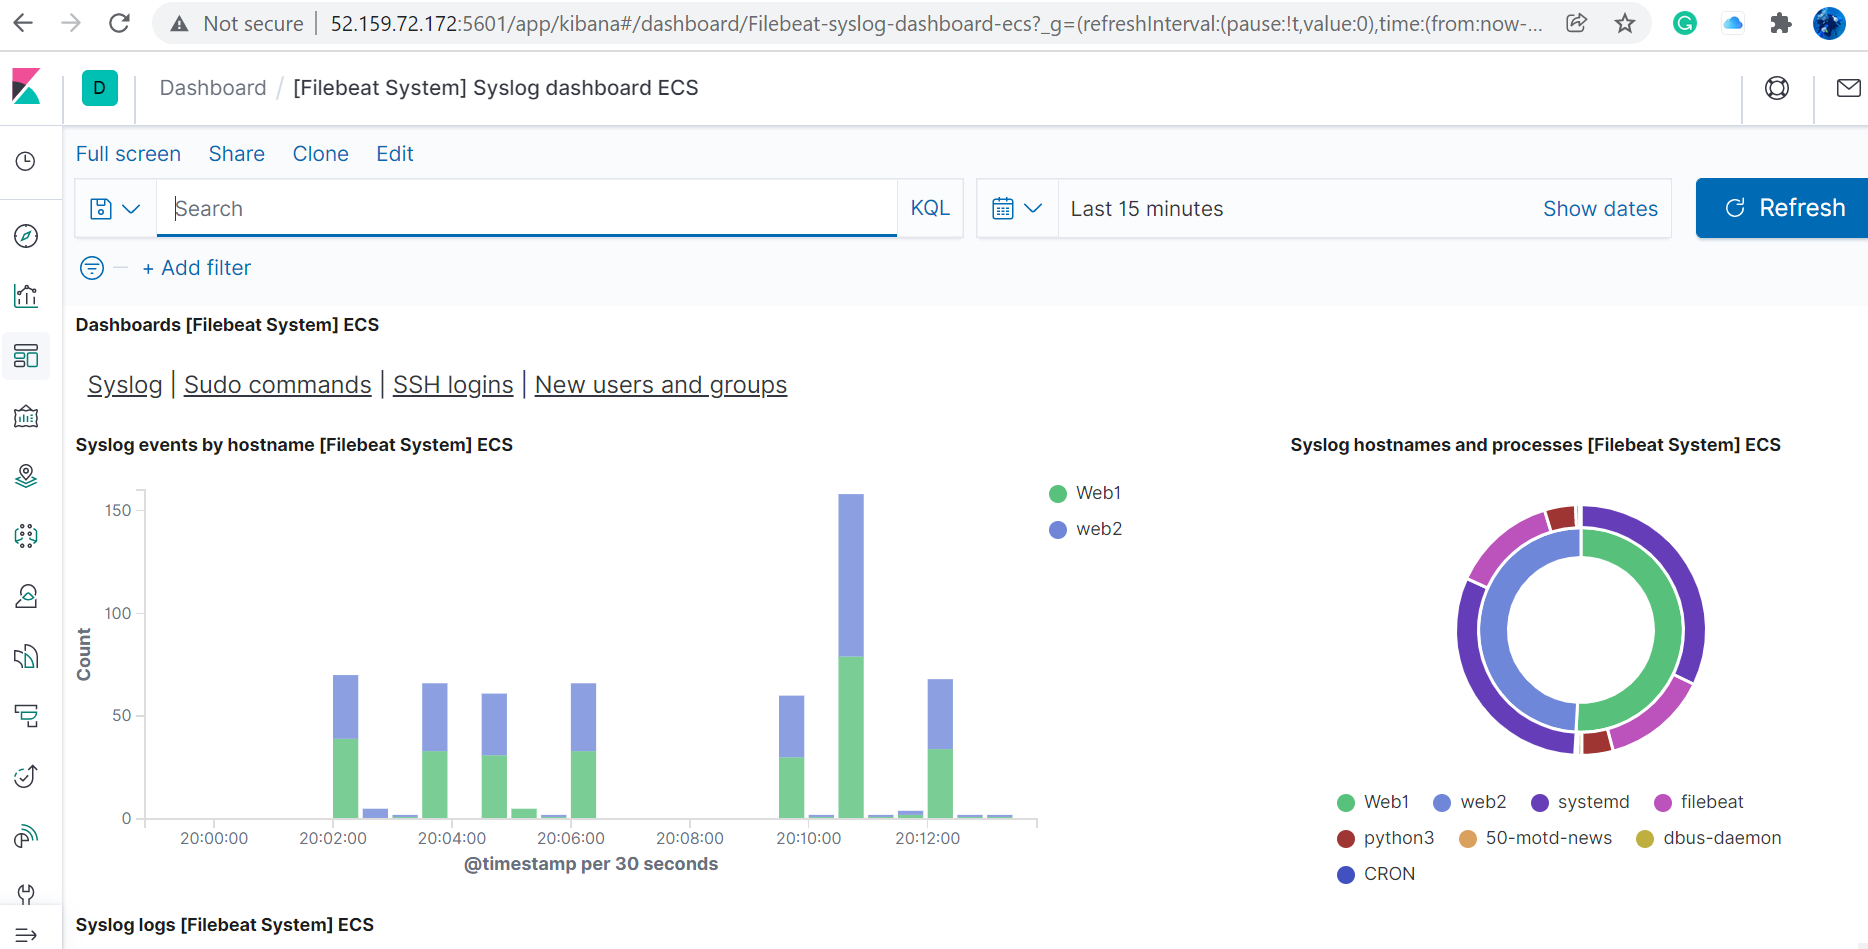 Not secure | 52.159.72.172:5601/app/kibana#/dashboard/Filebeat-syslog-dashboard-ecs?_g=(refreshInterval:(pause:!t,value:0),time:(from:now-...
D Dashboard / [Filebeat System] Syslog dashboard ECS
Full screen Share Clone Edit
Search KQL Last 15 minutes Show dates Refresh
+ Add filter
Dashboards [Filebeat System] ECS
Syslog | Sudo commands | SSH logins | New users and groups
Syslog events by hostname [Filebeat System] ECS
150
100
50
0
Count
20:00:00 20:02:00 20:04:00 20:06:00 20:08:00 20:10:00 20:12:00
@timestamp per 30 seconds
Web1
web2
Syslog hostnames and processes [Filebeat System] ECS
Web1 web2 systemd filebeat
python3 50-motd-news dbus-daemon
CRON
Syslog logs [Filebeat System] ECS